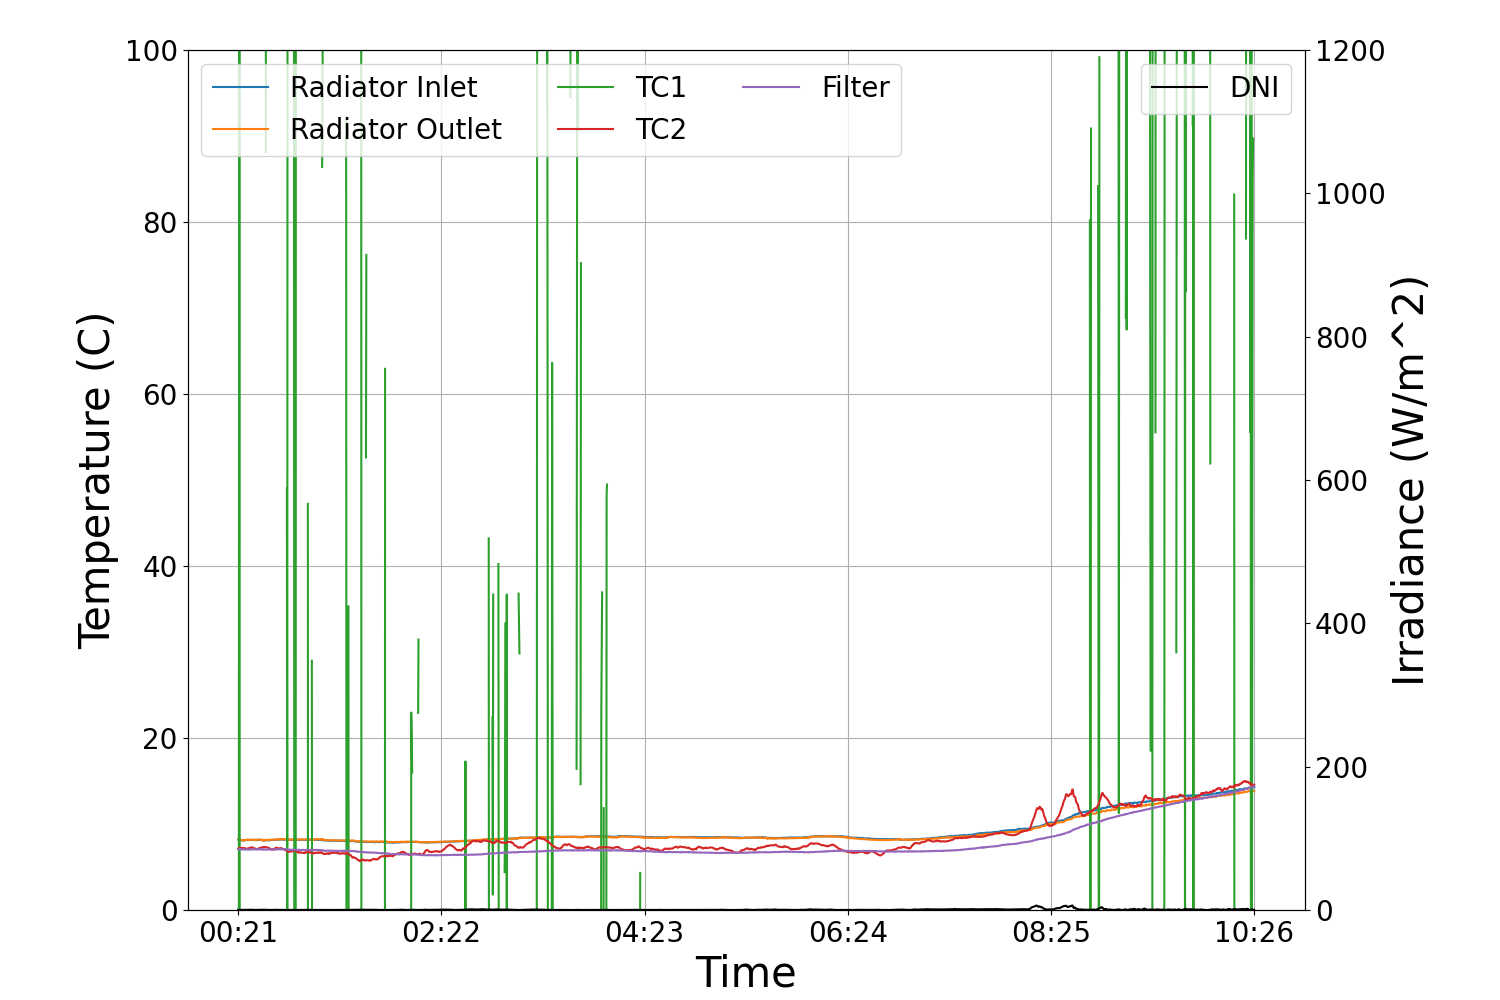 Radiator Inlet
Radiator Outlet
TC1
TC2
Filter
DNI
Temperature (C)
100
80
60
40
20
0
1200
1000
800
600
400
200
0
Irradiance (W/m^2)
00:21 02:22 04:23 06:24 08:25 10:26
Time